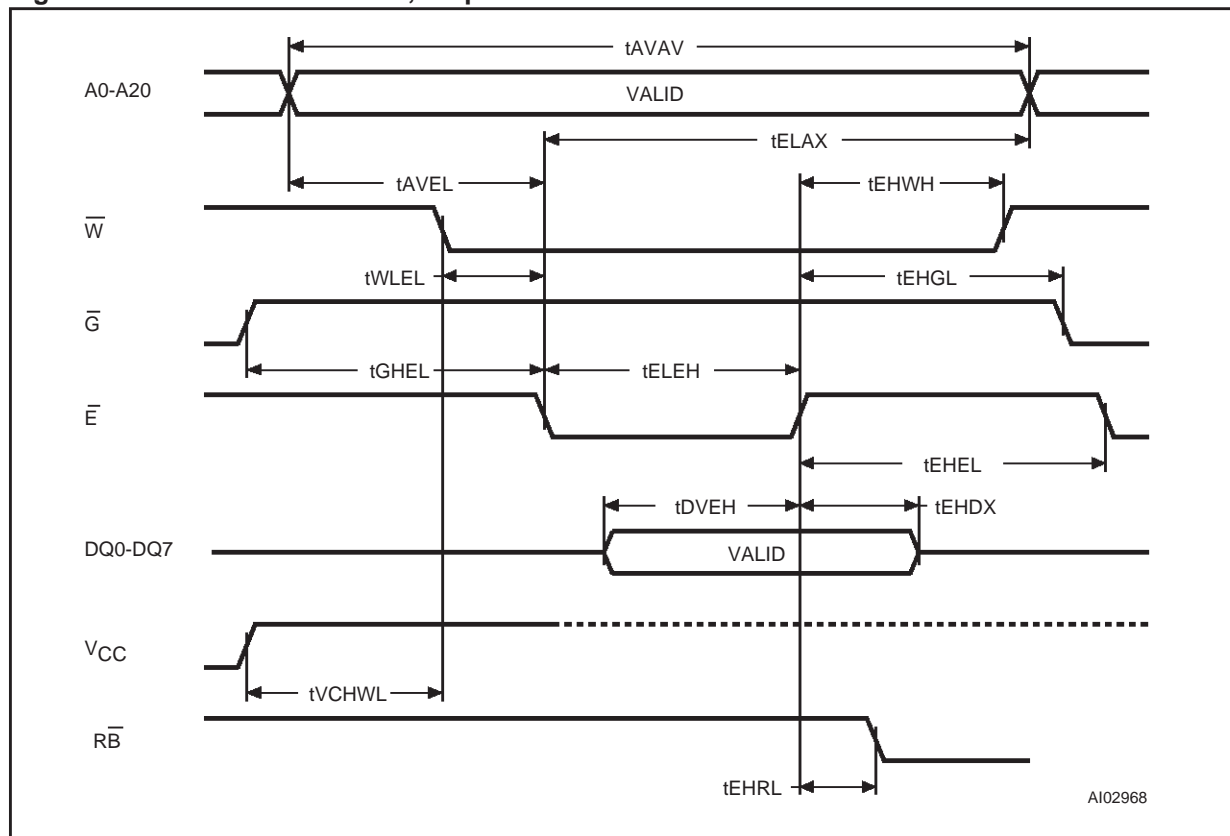 tAVAV
A0-A20
VALID
tELAX
tAVEL
tEHWH
W̅
tWLEL
tEHGL
G̅
tGHEL
tELEH
E̅
tEHEL
tDVEH
tEHDX
DQ0-DQ7
VALID
VCC
tVCHWL
RB̅
tEHRL
AI02968